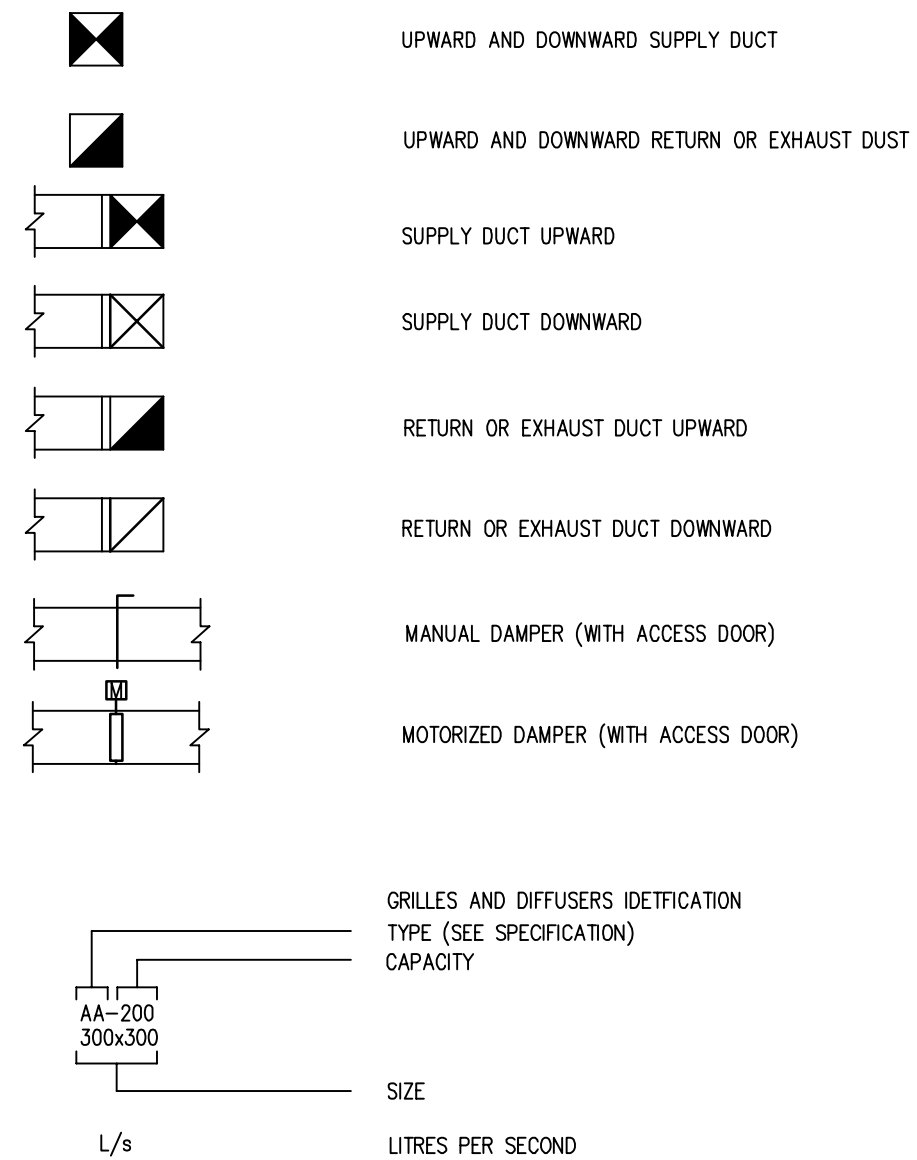 UPWARD AND DOWNWARD SUPPLY DUCT
UPWARD AND DOWNWARD RETURN OR EXHAUST DUST
SUPPLY DUCT UPWARD
SUPPLY DUCT DOWNWARD
RETURN OR EXHAUST DUCT UPWARD
RETURN OR EXHAUST DUCT DOWNWARD
MANUAL DAMPER (WITH ACCESS DOOR)
M
MOTORIZED DAMPER (WITH ACCESS DOOR)
GRILLES AND DIFFUSERS IDETFICATION
TYPE (SEE SPECIFICATION)
CAPACITY
AA-200
300x300
SIZE
L/s LITRES PER SECOND